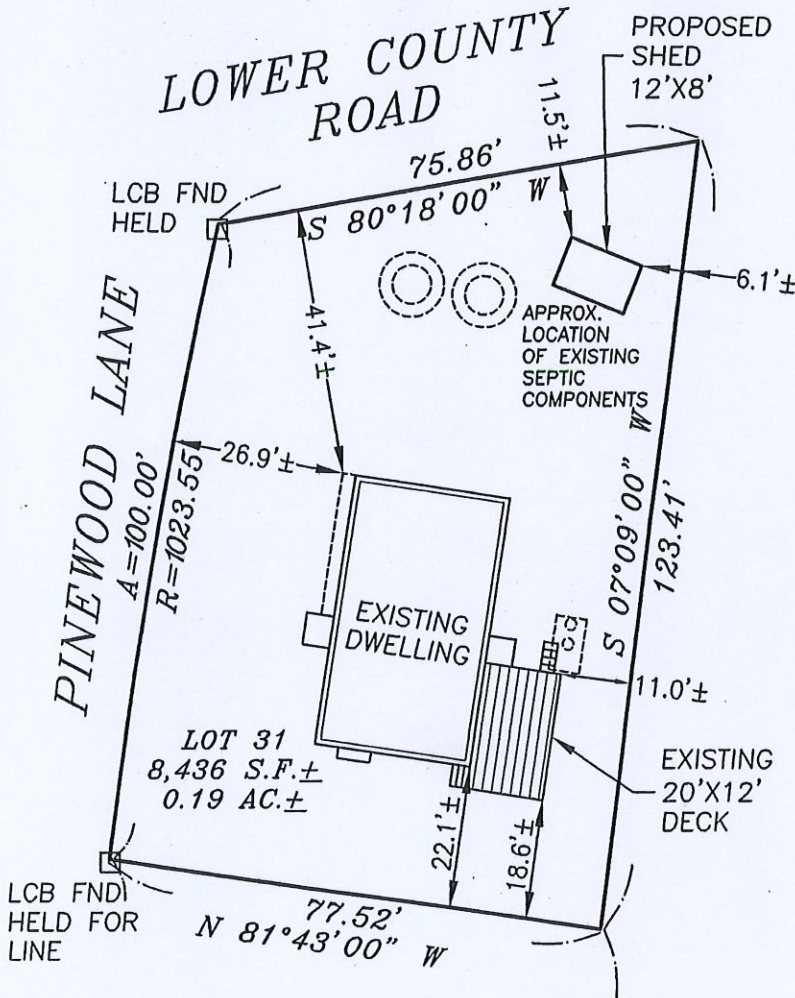 LOWER COUNTY
ROAD
PROPOSED
SHED
12'X8'
11.5'±
75.86'
S 80°18'00" W
LCB FND
HELD
6.1'±
APPROX.
LOCATION
OF EXISTING
SEPTIC
COMPONENTS
41.4'±
PINEWOOD LANE
A=100.00'
R=1023.55
26.9'±
S 07°09'00" W
123.41'
EXISTING
DWELLING
11.0'±
LOT 31
8,436 S.F.±
0.19 AC.±
EXISTING
20'X12'
DECK
22.1'±
18.6'±
LCB FND
HELD FOR
LINE
77.52'
N 81°43'00" W